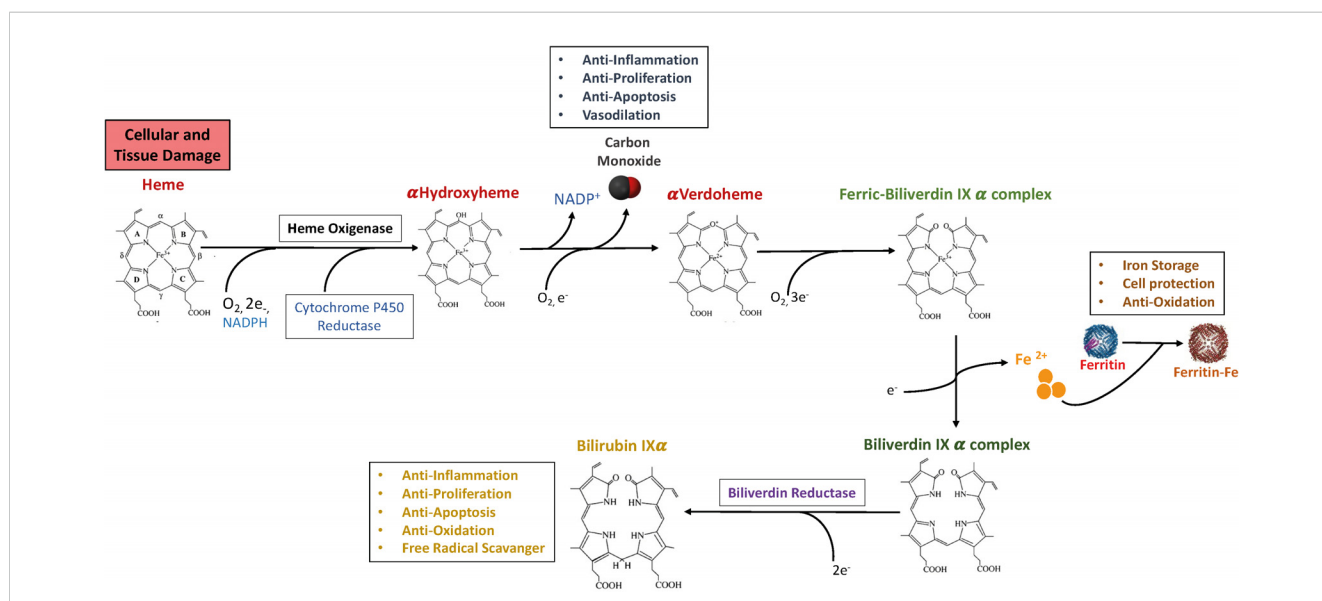 • Anti-Inflammation
• Anti-Proliferation
• Anti-Apoptosis
• Vasodilation
Cellular and
Tissue Damage
Carbon
Monoxide
Heme
αHydroxyheme
NADP+
αVerdoheme
Ferric-Biliverdin IX α complex
α
A
B
Fe3+
δ
β
D
C
γ
N
N
N
N
COOH
COOH
Heme Oxigenase
O2, 2e-,
NADPH
Cytochrome P450
Reductase
OH
N
N
Fe3+
N
N
COOH
COOH
O2, e-
O+
N
N
Fe2+
N
N
COOH
COOH
O2, 3e-
O
O
N
N
Fe3+
N
N
COOH
COOH
• Iron Storage
• Cell protection
• Anti-Oxidation
e-
Fe 2+
Ferritin
Ferritin-Fe
Bilirubin IXα
Biliverdin IX α complex
• Anti-Inflammation
• Anti-Proliferation
• Anti-Apoptosis
• Anti-Oxidation
• Free Radical Scavanger
O
O
NH
HN
NH
HN
H H
COOH
COOH
Biliverdin Reductase
2e-
O
O
NH
HN
N
HN
COOH
COOH